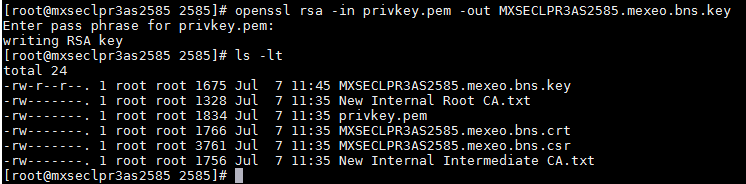 [root@mxseclpr3as2585 2585]# openssl rsa -in privkey.pem -out MXSECLPR3AS2585.mexeo.bns.key
Enter pass phrase for privkey.pem:
writing RSA key
[root@mxseclpr3as2585 2585]# ls -lt
total 24
-rw-r--r--. 1 root root 1675 Jul  7 11:45 MXSECLPR3AS2585.mexeo.bns.key
-rw-------. 1 root root 1328 Jul  7 11:35 New Internal Root CA.txt
-rw-------. 1 root root 1834 Jul  7 11:35 privkey.pem
-rw-------. 1 root root 1766 Jul  7 11:35 MXSECLPR3AS2585.mexeo.bns.crt
-rw-------. 1 root root 3761 Jul  7 11:35 MXSECLPR3AS2585.mexeo.bns.csr
-rw-------. 1 root root 1756 Jul  7 11:35 New Internal Intermediate CA.txt
[root@mxseclpr3as2585 2585]#